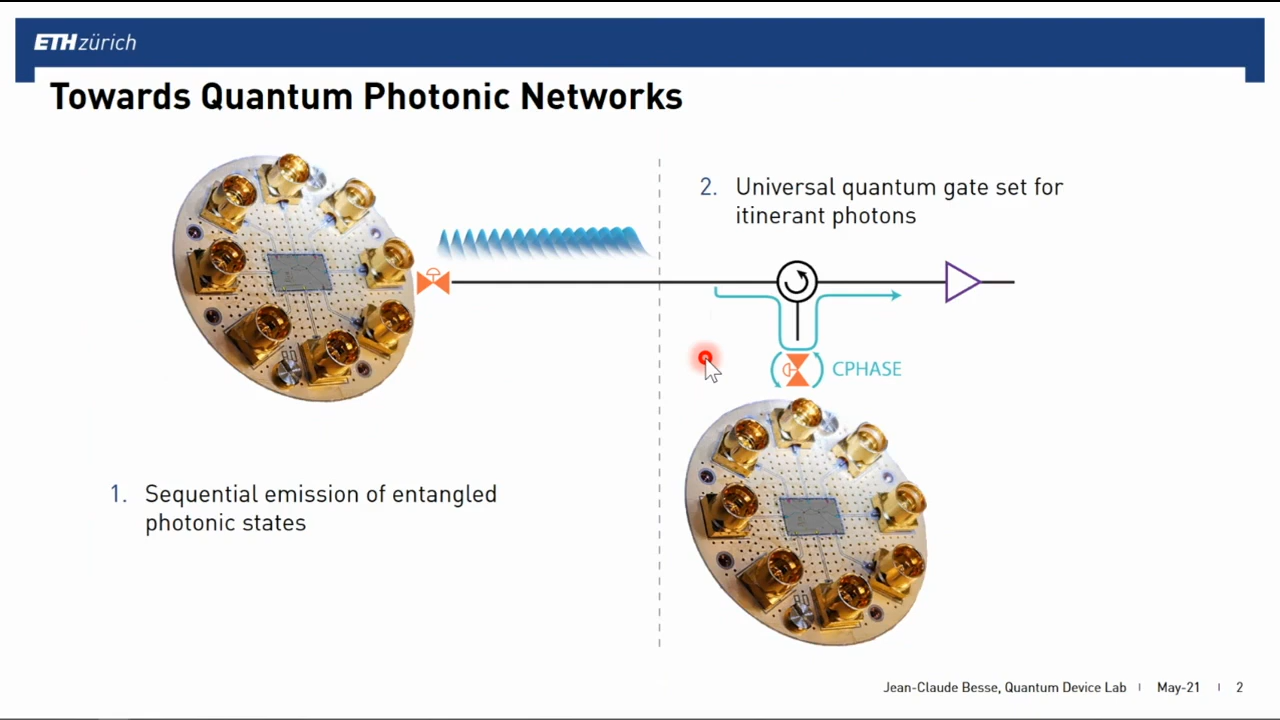 ETH zürich
Towards Quantum Photonic Networks
2. Universal quantum gate set for
itinerant photons
CPHASE
1. Sequential emission of entangled
photonic states
Jean-Claude Besse, Quantum Device Lab | May-21 | 2